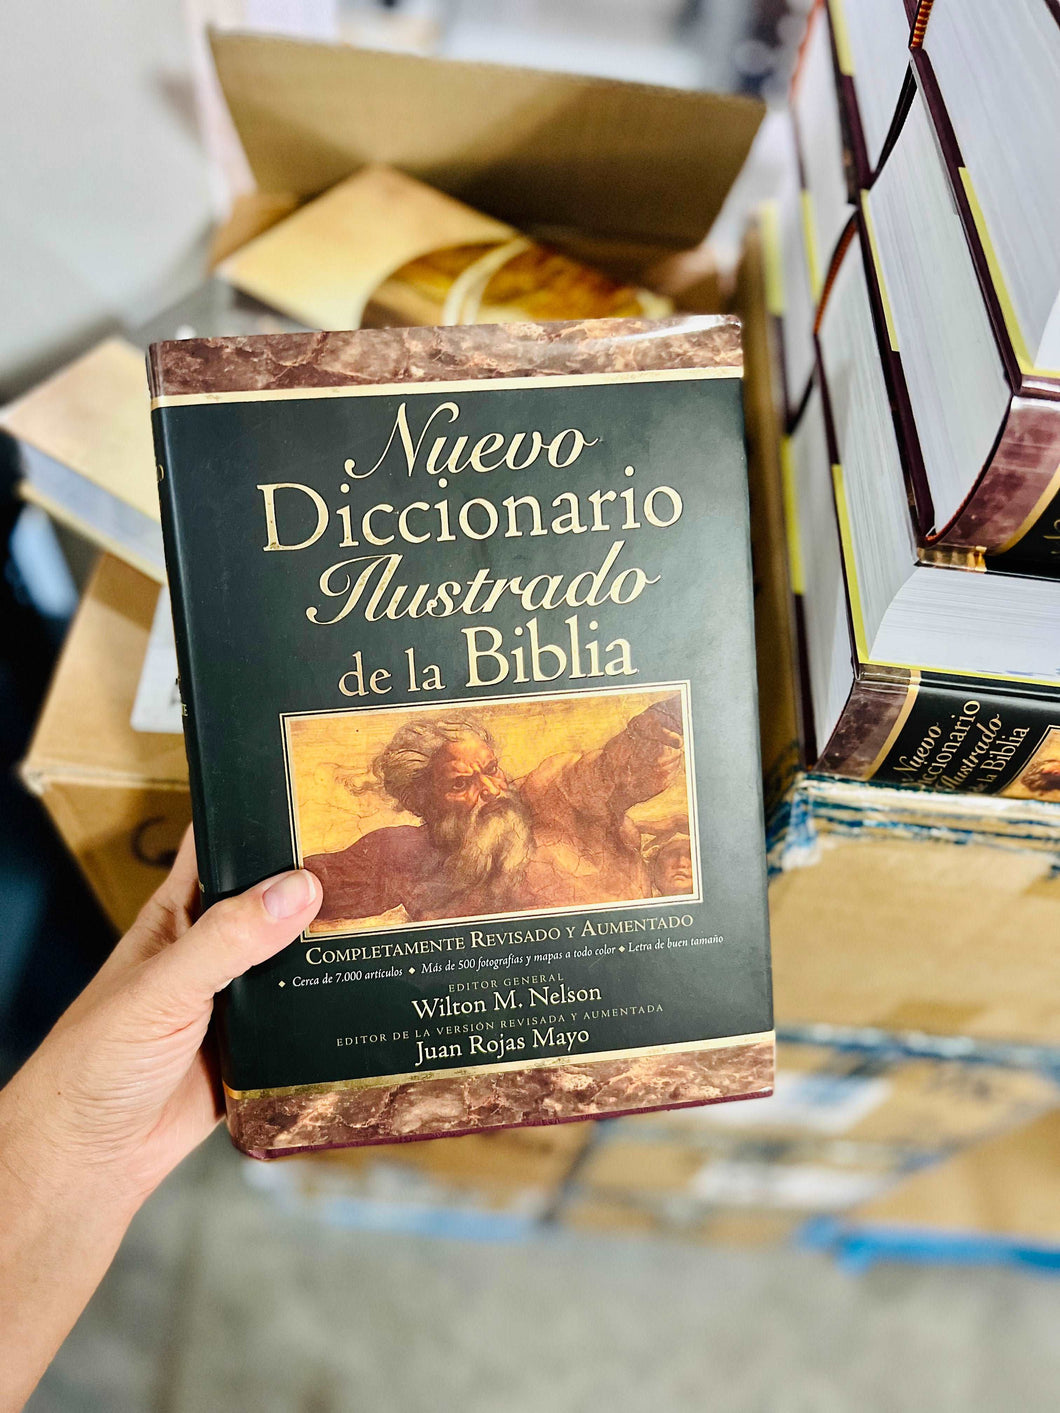 Nuevo
Diccionario
Ilustrado
de la Biblia
COMPLETAMENTE REVISADO Y AUMENTADO
◆ Cerca de 7.000 artículos ◆ Más de 500 fotografías y mapas a todo color ◆ Letra de buen tamaño
EDITOR GENERAL
Wilton M. Nelson
EDITOR DE LA VERSIÓN REVISADA Y AUMENTADA
Juan Rojas Mayo
Nuevo
Diccionario
Ilustrado
de la Biblia